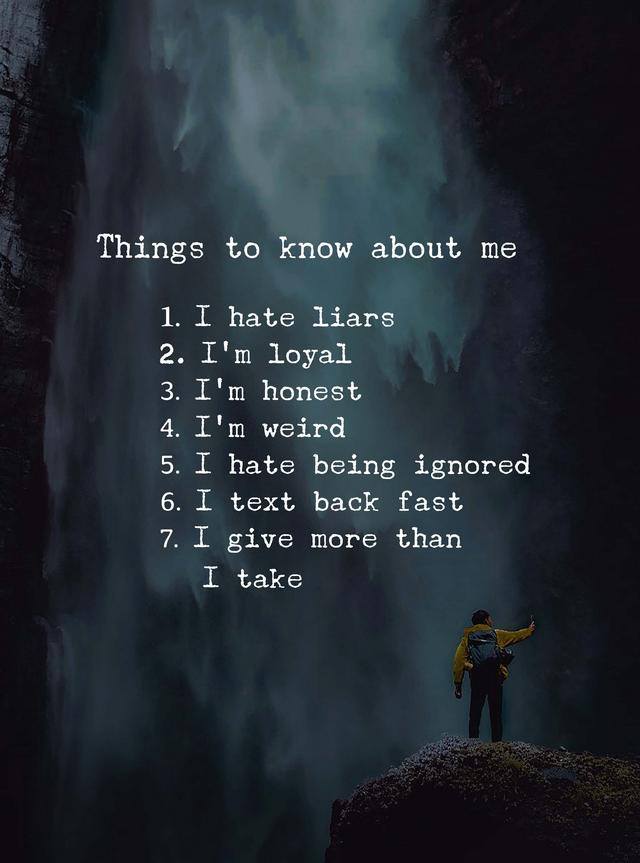 Things to know about me
1. I hate liars
2. I'm loyal
3. I'm honest
4. I'm weird
5. I hate being ignored
6. I text back fast
7. I give more than
I take